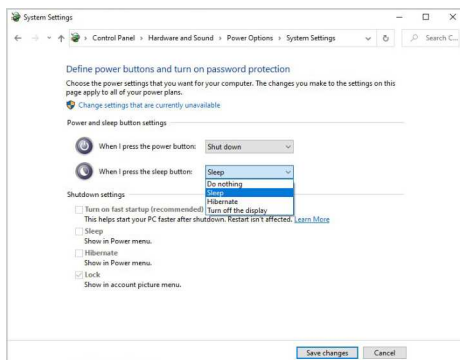 System Settings
Control Panel > Hardware and Sound > Power Options > System Settings
Search C...
Define power buttons and turn on password protection
Choose the power settings that you want for your computer. The changes you make to the settings on this
page apply to all of your power plans.
Change settings that are currently unavailable
Power and sleep button settings
When I press the power button: Shut down
When I press the sleep button: Sleep
Do nothing
Sleep
Hibernate
Turn off the display
Shutdown settings
Turn on fast startup (recommended)
This helps start your PC faster after shutdown. Restart isn't affected. Learn More
Sleep
Show in Power menu.
Hibernate
Show in Power menu.
Lock
Show in account picture menu.
Save changes Cancel